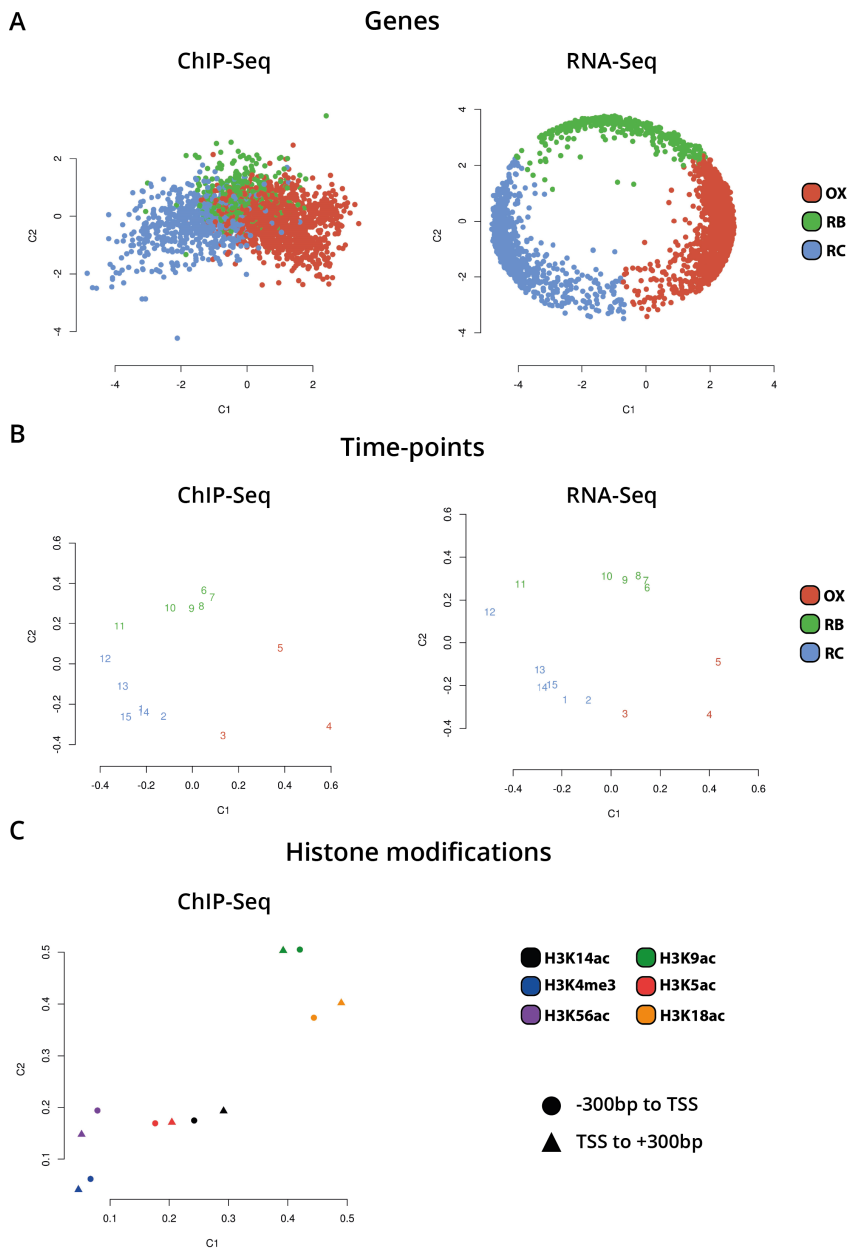 A
Genes
ChIP-Seq
RNA-Seq
C2
2
0
-2
-4
-4
-2
0
2
C1
C2
4
2
0
-2
-4
-4
-2
0
2
4
C1
OX
RB
RC
B
Time-points
ChIP-Seq
RNA-Seq
C2
0.6
0.4
0.2
0.0
-0.2
-0.4
6
7
10
9
8
11
5
12
13
1
14
15
2
3
4
-0.4
-0.2
0.0
0.2
0.4
0.6
C1
C2
0.6
0.4
0.2
0.0
-0.2
-0.4
10
9
8
7
6
11
12
5
13
14
15
1
2
3
4
-0.4
-0.2
0.0
0.2
0.4
0.6
C1
OX
RB
RC
C
Histone modifications
ChIP-Seq
C2
0.5
0.4
0.3
0.2
0.1
0.1
0.2
0.3
0.4
0.5
C1
H3K14ac
H3K9ac
H3K4me3
H3K5ac
H3K56ac
H3K18ac
-300bp to TSS
TSS to +300bp